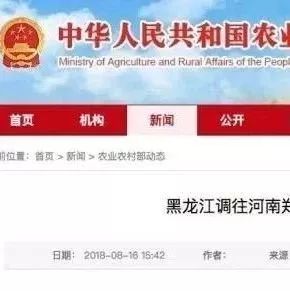 中华人民共和国农业
Ministry of Agriculture and Rural Affairs of the People
首页 机构 新闻 公开
前位置：首页 > 新闻 > 农业农村部动态
黑龙江调往河南郑
日期：2018-08-16 15:42 作者： 来源